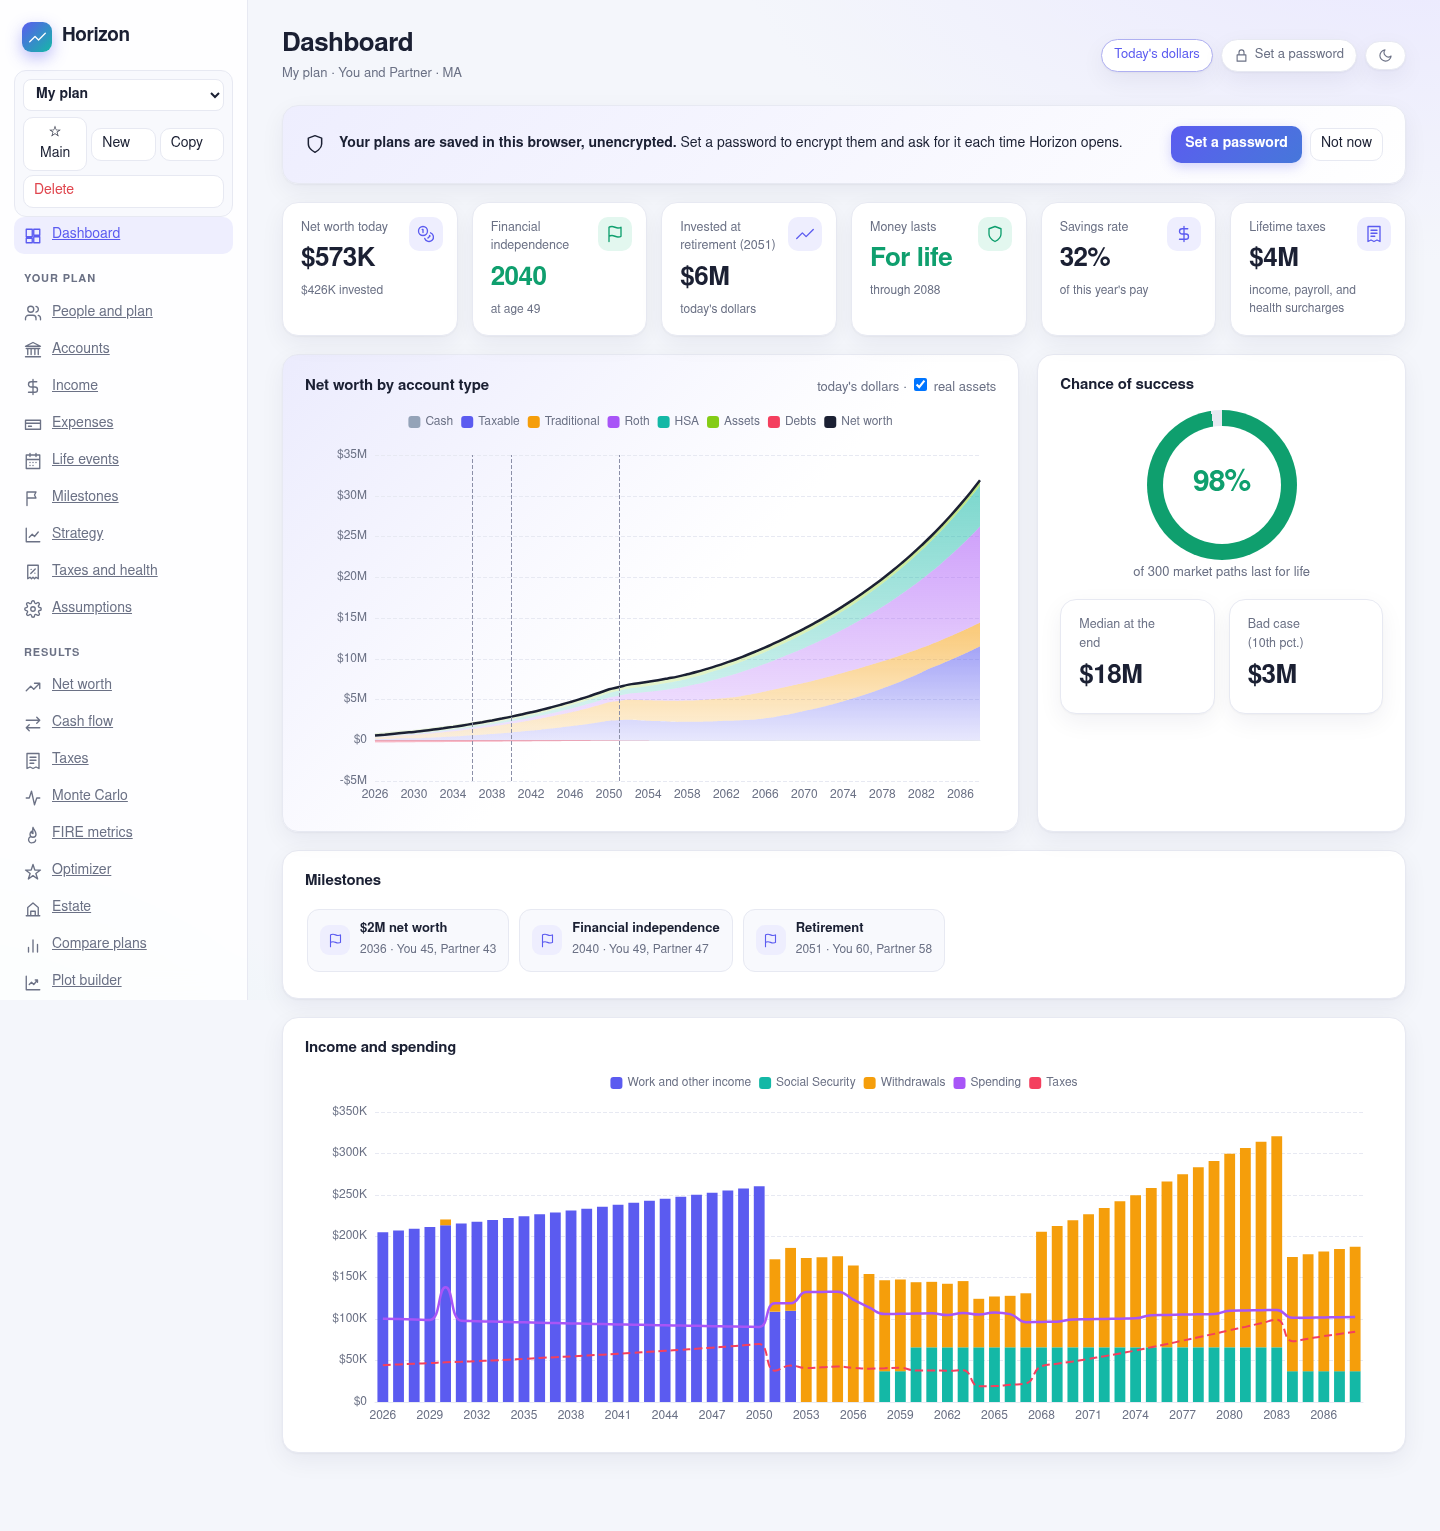 Horizon
My plan
Main
New
Copy
Delete
Dashboard
YOUR PLAN
People and plan
Accounts
Income
Expenses
Life events
Milestones
Strategy
Taxes and health
Assumptions
RESULTS
Net worth
Cash flow
Taxes
Monte Carlo
FIRE metrics
Optimizer
Estate
Compare plans
Plot builder
Dashboard
My plan · You and Partner · MA
Today's dollars
Set a password
Your plans are saved in this browser, unencrypted. Set a password to encrypt them and ask for it each time Horizon opens.
Set a password
Not now
Net worth today
$573K
$426K invested
Financial
independence
2040
at age 49
Invested at
retirement (2051)
$6M
today's dollars
Money lasts
For life
through 2088
Savings rate
32%
of this year's pay
Lifetime taxes
$4M
income, payroll, and
health surcharges
Net worth by account type
today's dollars · real assets
Cash Taxable Traditional Roth HSA Assets Debts Net worth
$35M
$30M
$25M
$20M
$15M
$10M
$5M
$0
-$5M
2026 2030 2034 2038 2042 2046 2050 2054 2058 2062 2066 2070 2074 2078 2082 2086
Chance of success
98%
of 300 market paths last for life
Median at the
end
$18M
Bad case
(10th pct.)
$3M
Milestones
$2M net worth
2036 · You 45, Partner 43
Financial independence
2040 · You 49, Partner 47
Retirement
2051 · You 60, Partner 58
Income and spending
Work and other income Social Security Withdrawals Spending Taxes
$350K
$300K
$250K
$200K
$150K
$100K
$50K
$0
2026 2029 2032 2035 2038 2041 2044 2047 2050 2053 2056 2059 2062 2065 2068 2071 2074 2077 2080 2083 2086